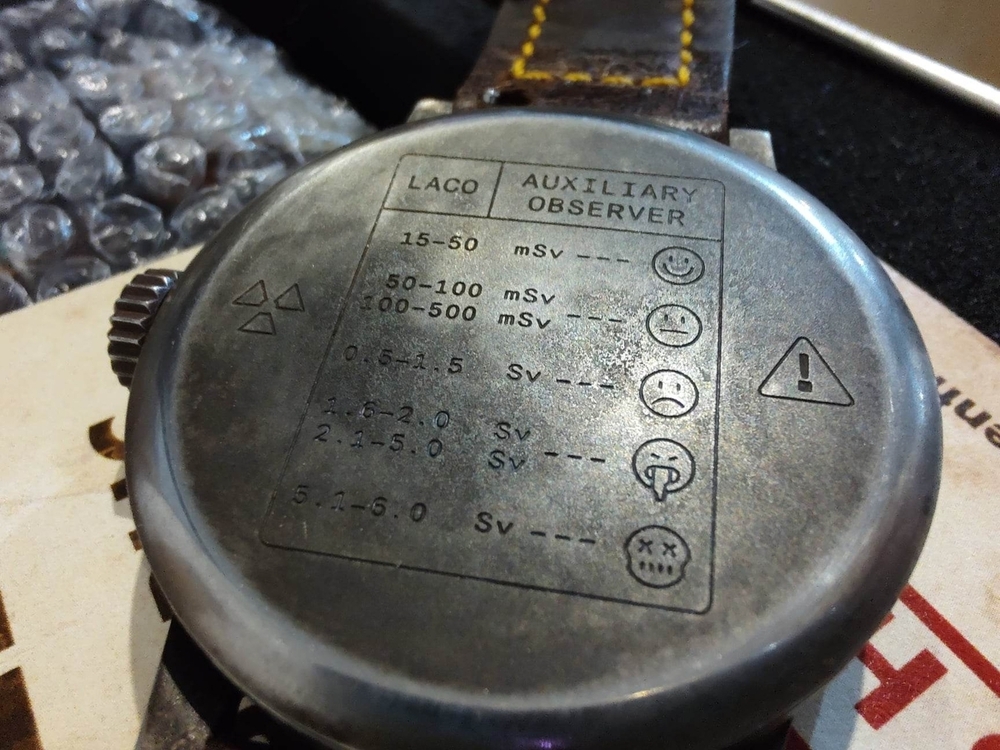 LACO
AUXILIARY
OBSERVER
15-50 mSv ---
50-100 mSv
100-500 mSv ---
0.5-1.5 Sv ---
1.6-2.0 Sv
2.1-5.0 Sv ---
5.1-6.0 Sv ---
!